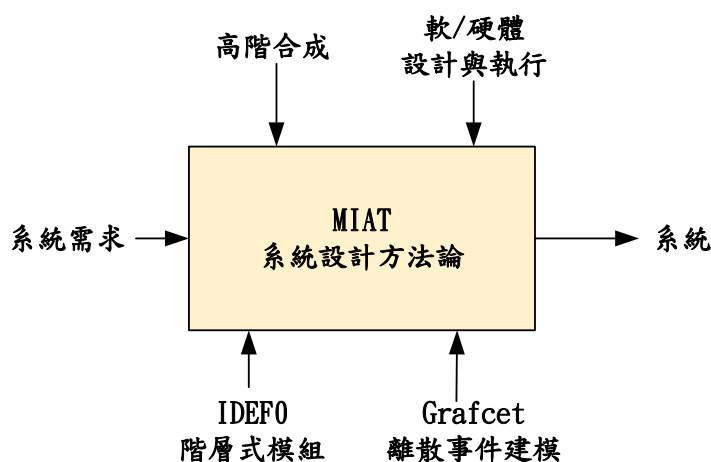 高階合成
軟/硬體
設計與執行
系統需求
MIAT
系統設計方法論
系統
IDEF0
階層式模組
Grafcet
離散事件建模